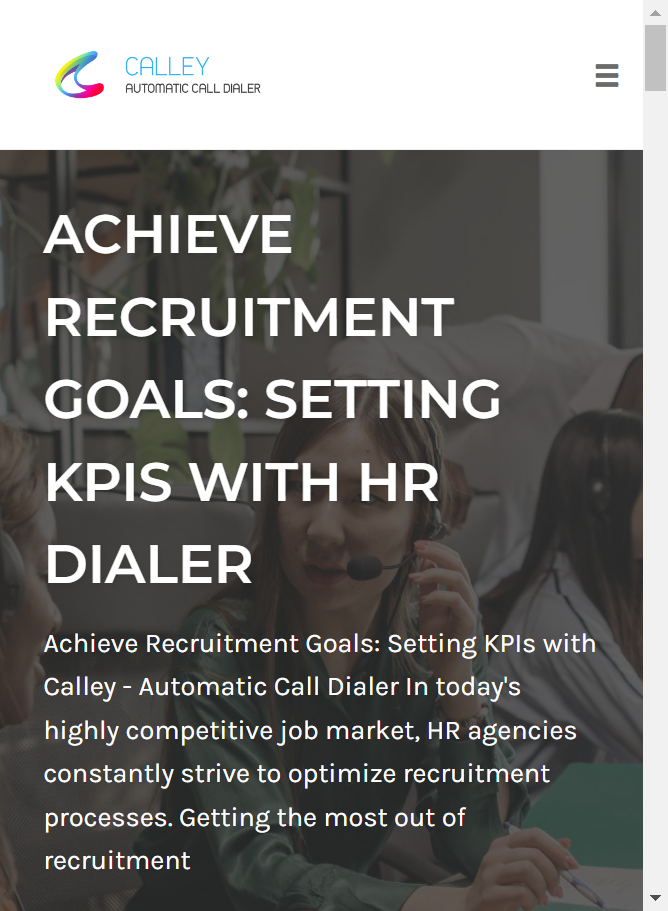 CALLEY
AUTOMATIC CALL DIALER
ACHIEVE
RECRUITMENT
GOALS: SETTING
KPIS WITH HR
DIALER
Achieve Recruitment Goals: Setting KPIs with
Calley - Automatic Call Dialer In today's
highly competitive job market, HR agencies
constantly strive to optimize recruitment
processes. Getting the most out of
recruitment